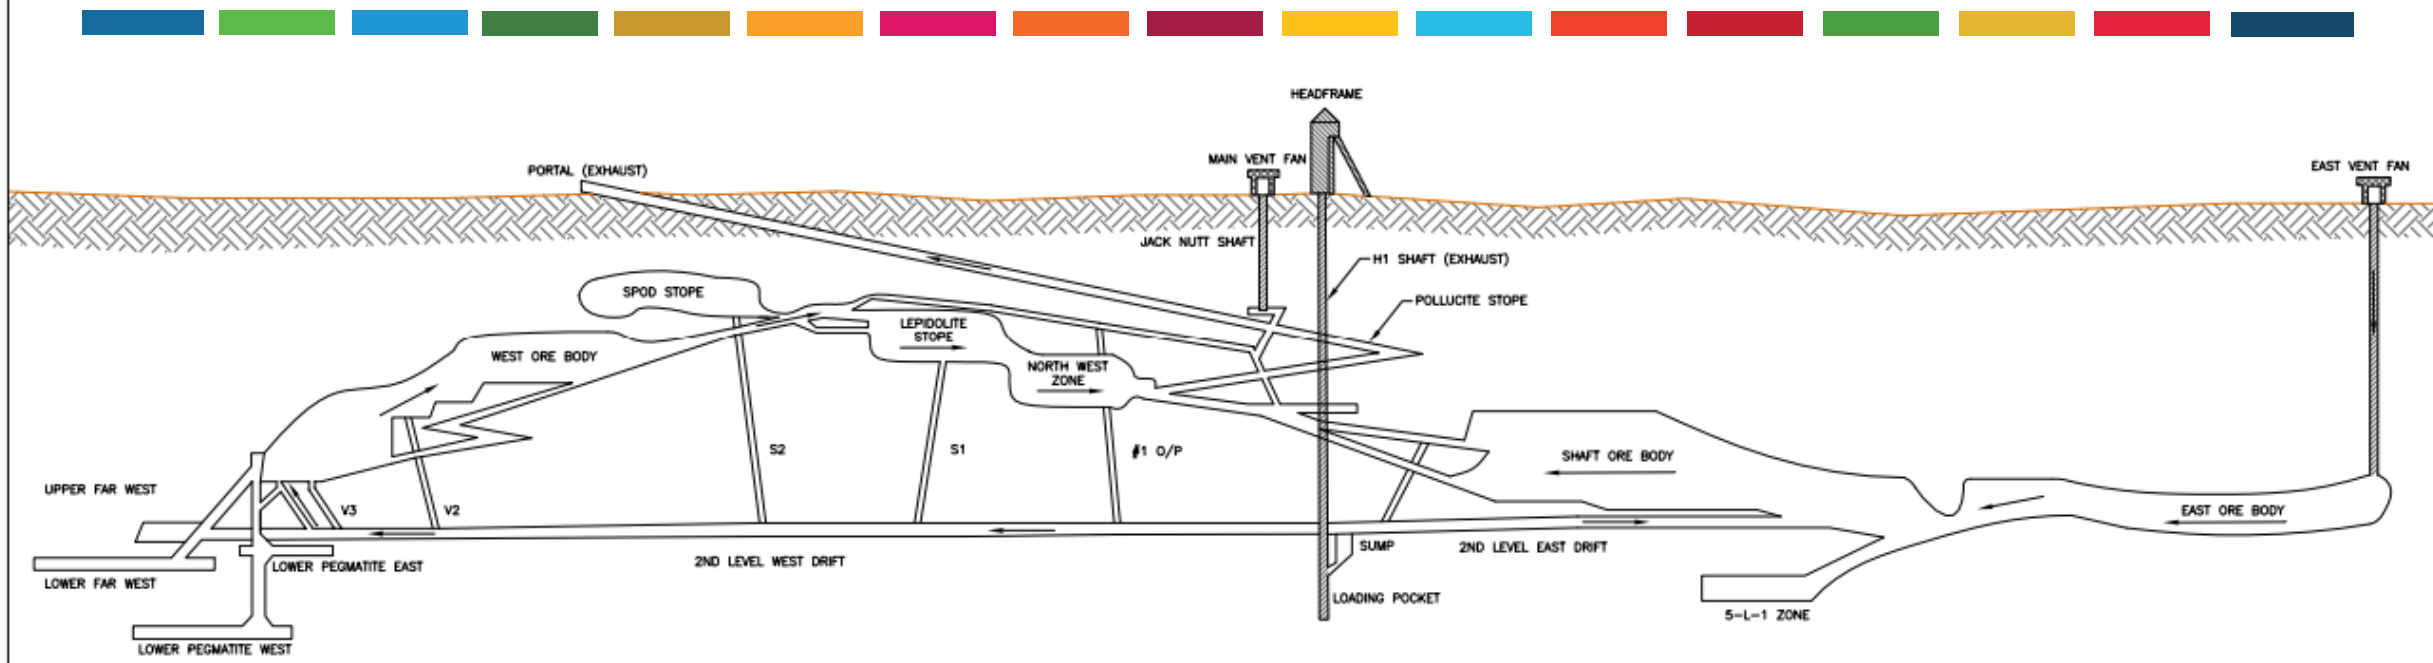 HEADFRAME
PORTAL (EXHAUST)
MAIN VENT FAN
EAST VENT FAN
JACK NUTT SHAFT
H1 SHAFT (EXHAUST)
SPOD STOPE
POLLUCITE STOPE
LEPIDOLITE
STOPE
WEST ORE BODY
NORTH WEST
ZONE
S2
S1
#1 O/P
SHAFT ORE BODY
UPPER FAR WEST
V3
V2
EAST ORE BODY
SUMP
2ND LEVEL EAST DRIFT
2ND LEVEL WEST DRIFT
LOWER PEGMATITE EAST
LOWER FAR WEST
LOADING POCKET
5-L-1 ZONE
LOWER PEGMATITE WEST